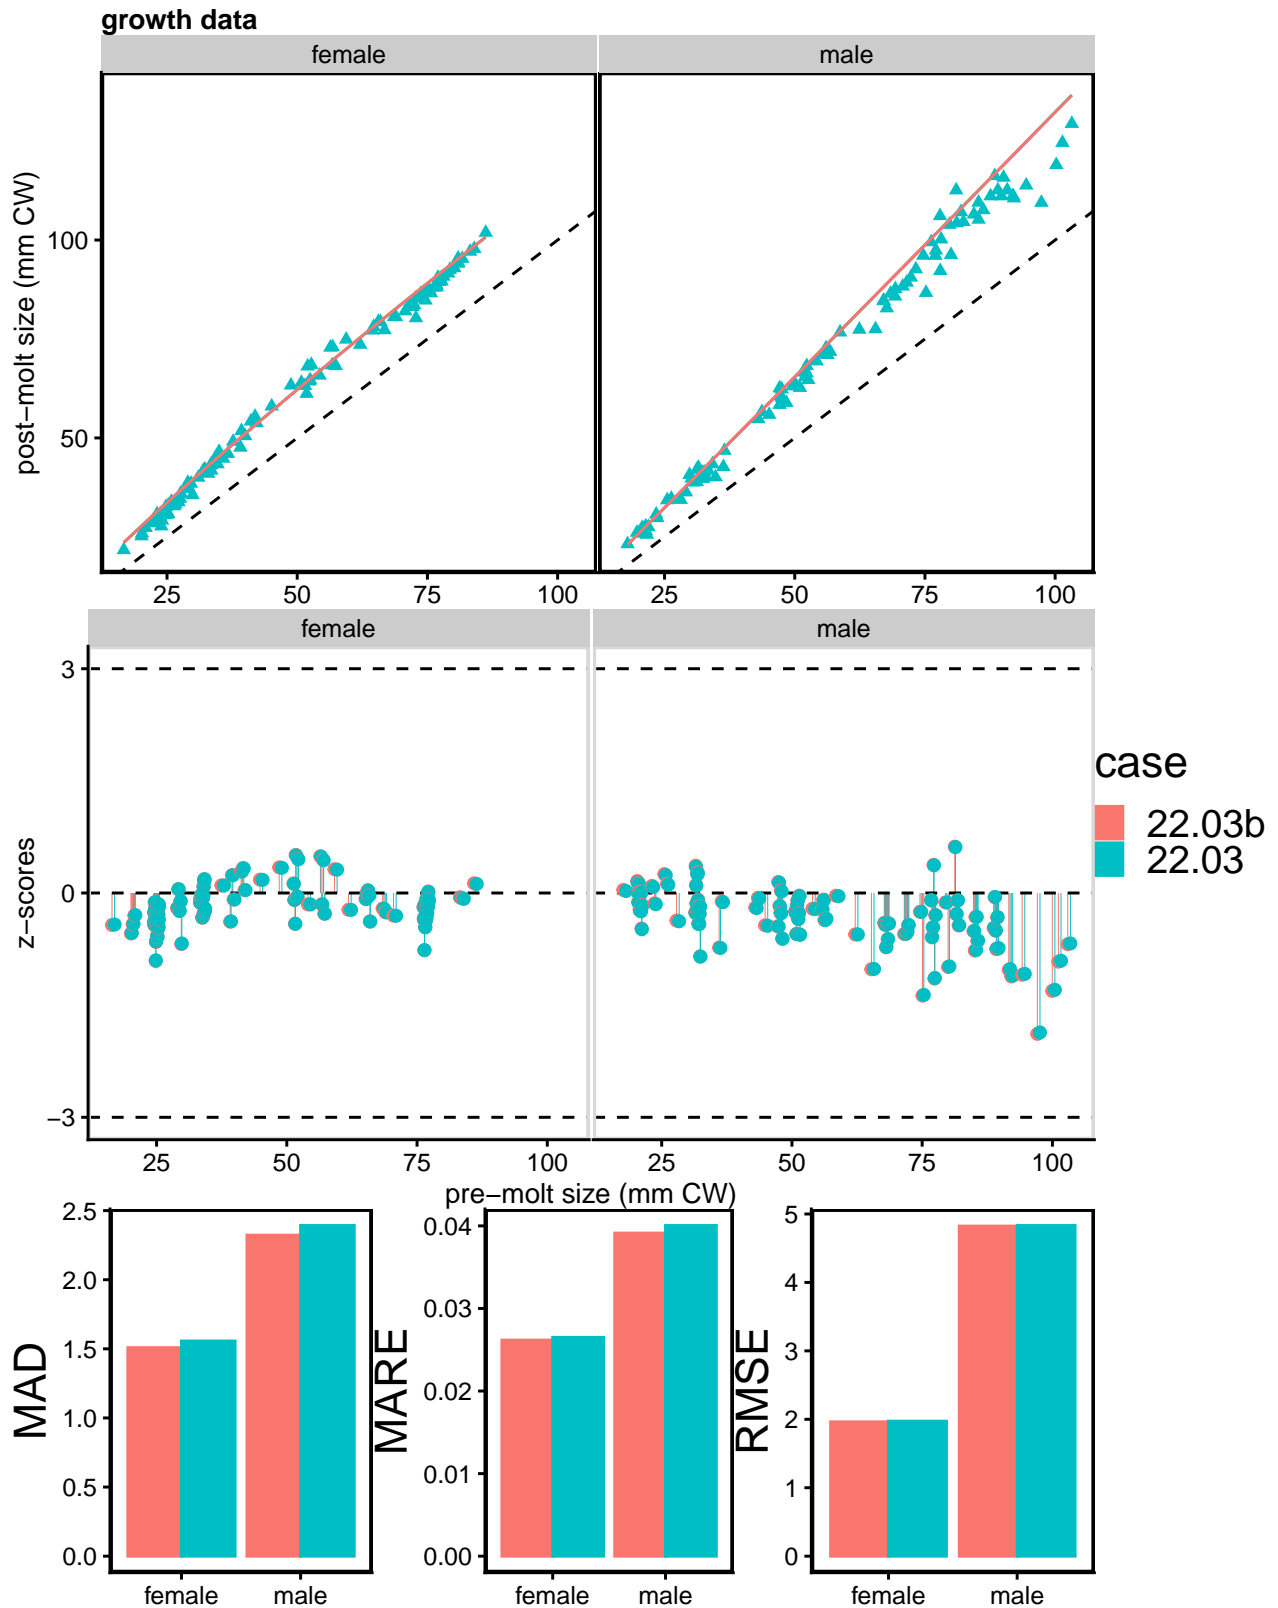 growth data
female male
post−molt size (mm CW)
100
50
25 50 75 100 25 50 75 100
female male
z−scores
3
0
−3
25 50 75 100 25 50 75 100
pre−molt size (mm CW)
case
22.03b
22.03
MAD
2.5
2.0
1.5
1.0
0.5
0.0
female male
MARE
0.04
0.03
0.02
0.01
0.00
female male
RMSE
5
4
3
2
1
0
female male